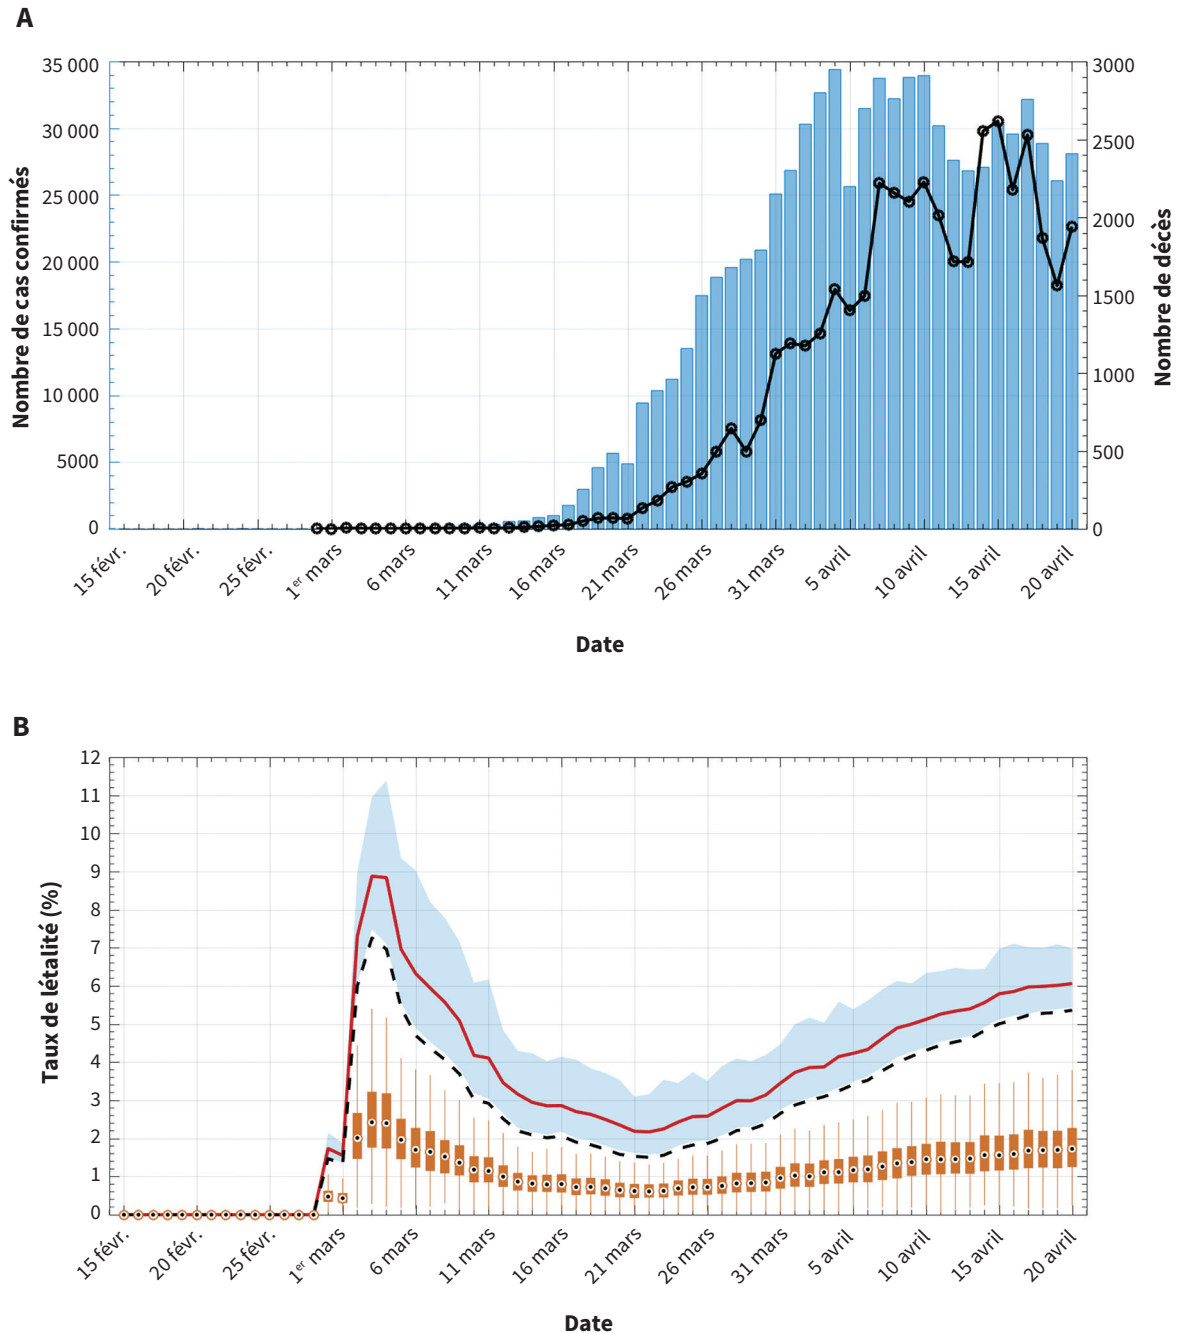 A
35 000
30 000
25 000
20 000
15 000
10 000
5000
0
Nombre de cas confirmés
3000
2500
2000
1500
1000
500
0
Nombre de décès
15 févr.
20 févr.
25 févr.
1er mars
6 mars
11 mars
16 mars
21 mars
26 mars
31 mars
5 avril
10 avril
15 avril
20 avril
Date
B
12
11
10
9
8
7
6
5
4
3
2
1
0
Taux de létalité (%)
15 févr.
20 févr.
25 févr.
1er mars
6 mars
11 mars
16 mars
21 mars
26 mars
31 mars
5 avril
10 avril
15 avril
20 avril
Date